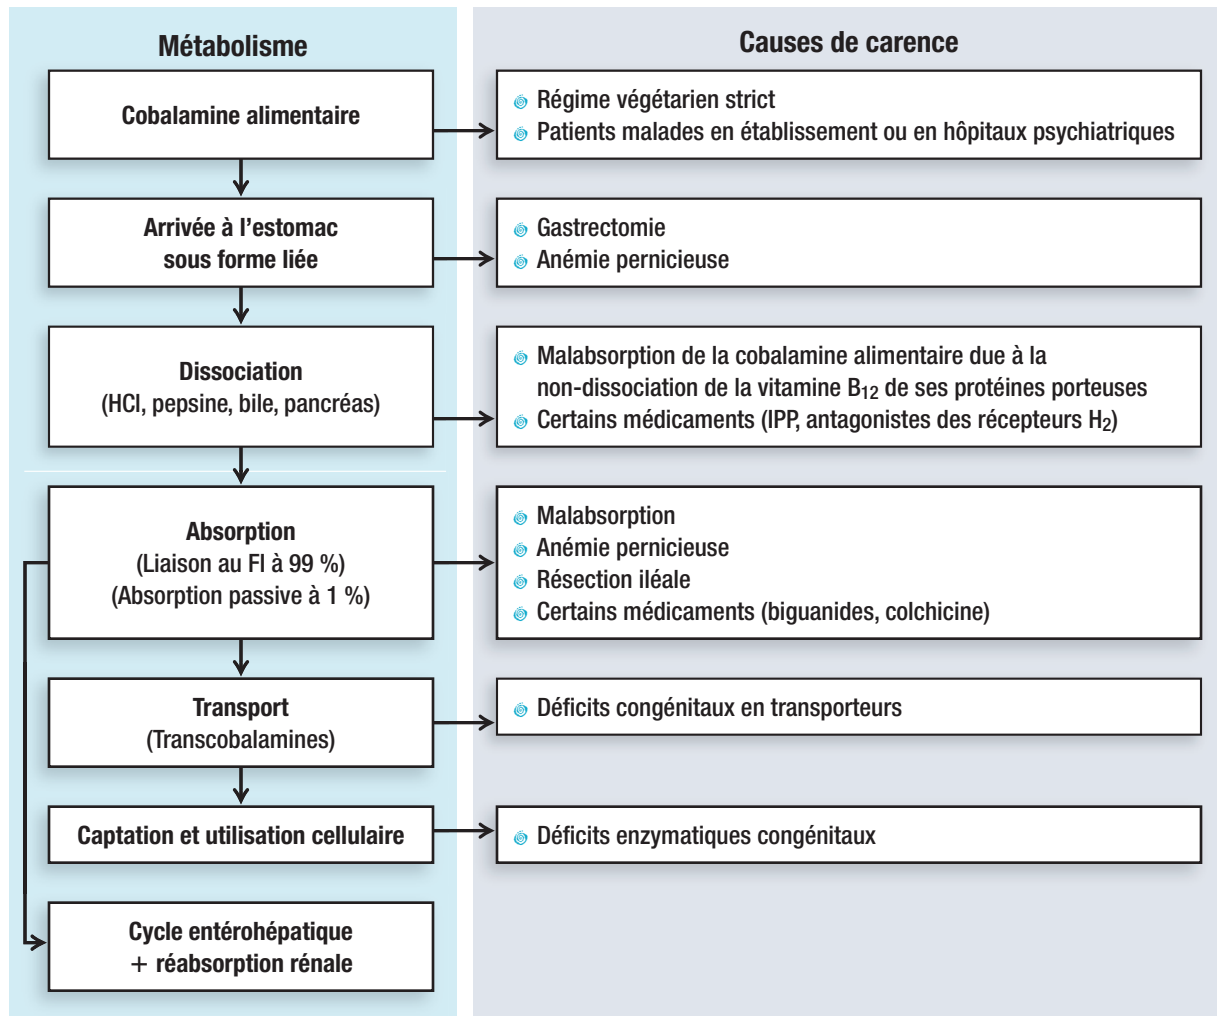 Métabolisme
Causes de carence
Cobalamine alimentaire
Régime végétarien strict
Patients malades en établissement ou en hôpitaux psychiatriques
Arrivée à l’estomac
sous forme liée
Gastrectomie
Anémie pernicieuse
Dissociation
(HCl, pepsine, bile, pancréas)
Malabsorption de la cobalamine alimentaire due à la
non-dissociation de la vitamine B12 de ses protéines porteuses
Certains médicaments (IPP, antagonistes des récepteurs H2)
Absorption
(Liaison au FI à 99 %)
(Absorption passive à 1 %)
Malabsorption
Anémie pernicieuse
Résection iléale
Certains médicaments (biguanides, colchicine)
Transport
(Transcobalamines)
Déficits congénitaux en transporteurs
Captation et utilisation cellulaire
Déficits enzymatiques congénitaux
Cycle entérohépatique
+ réabsorption rénale